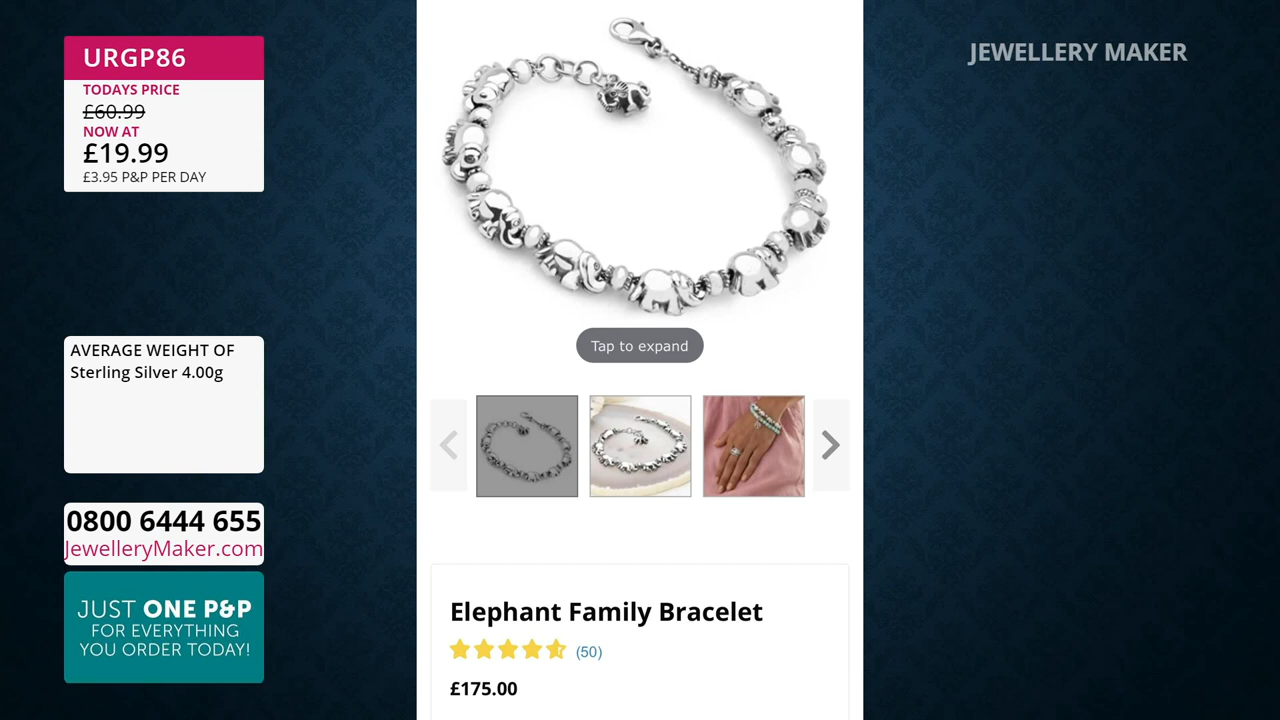 URGP86
TODAYS PRICE
£60.99
NOW AT
£19.99
£3.95 P&P PER DAY
AVERAGE WEIGHT OF
Sterling Silver 4.00g
0800 6444 655
JewelleryMaker.com
JUST ONE P&P
FOR EVERYTHING
YOU ORDER TODAY!
JEWELLERY MAKER
Tap to expand
Elephant Family Bracelet
(50)
£175.00